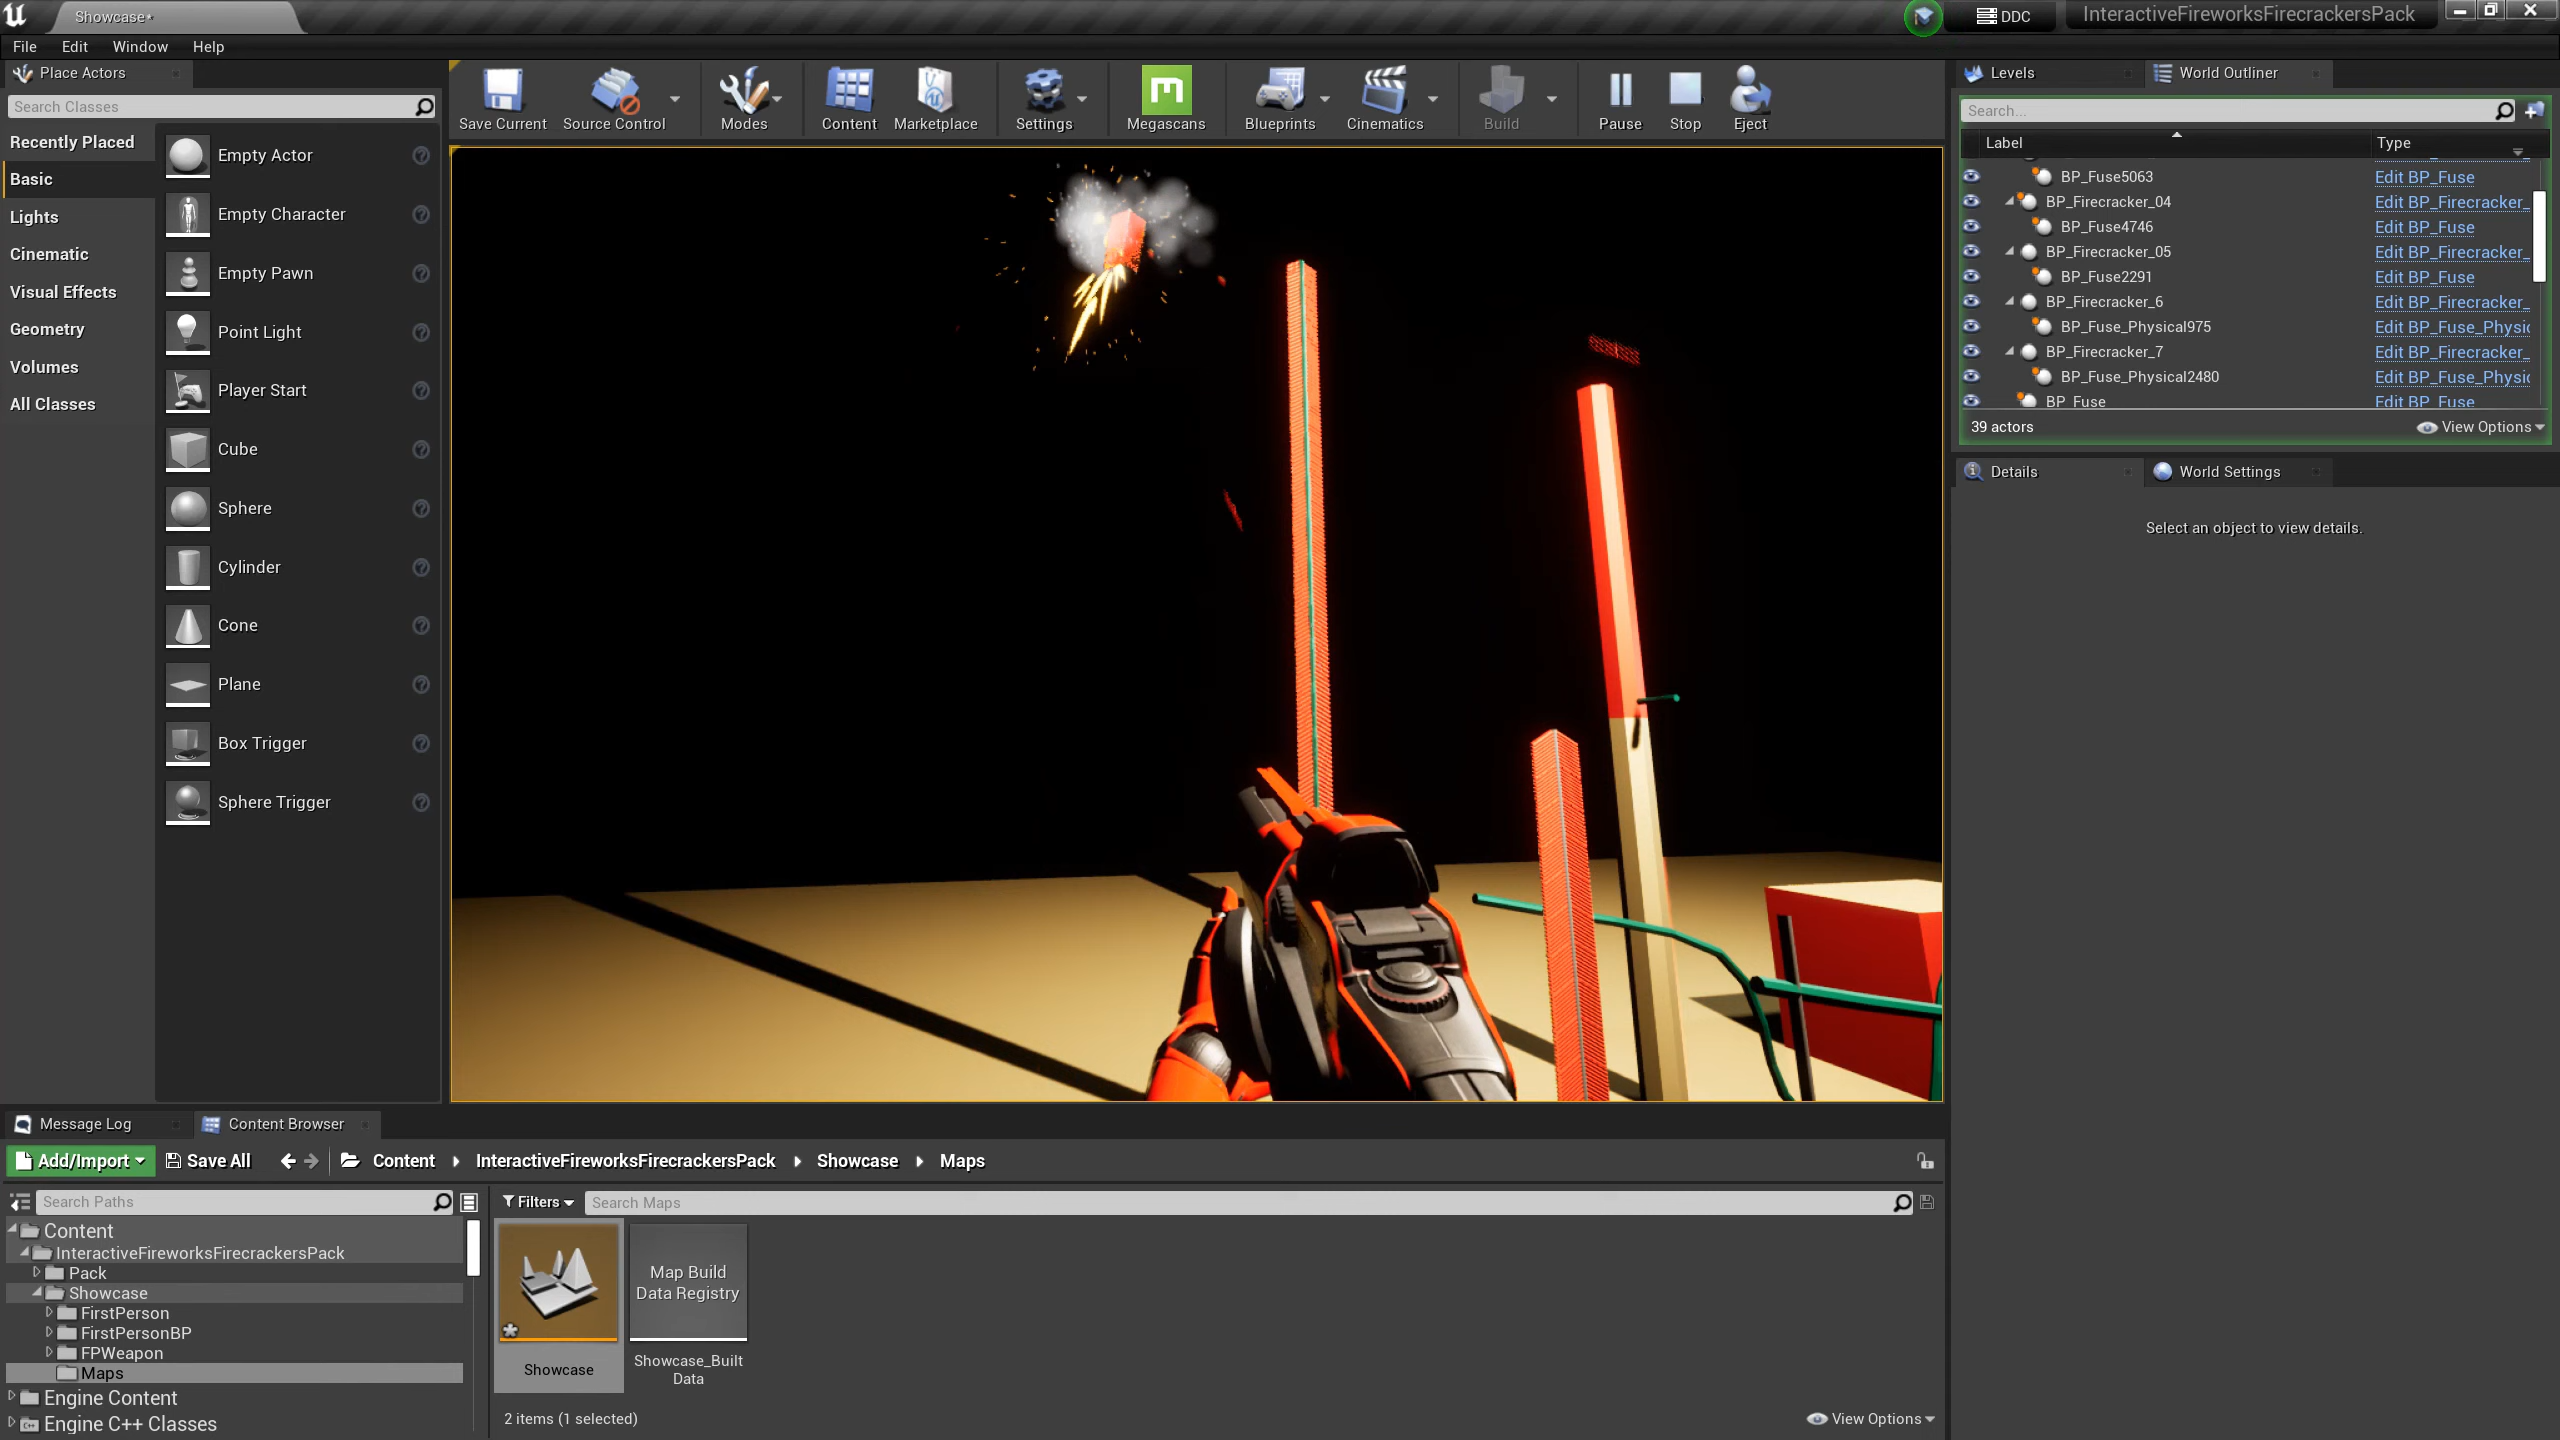 Showcase*
DDC
InteractiveFireworksFirecrackersPack
File Edit Window Help
Place Actors
Search Classes
Recently Placed
Basic
Lights
Cinematic
Visual Effects
Geometry
Volumes
All Classes
Empty Actor
Empty Character
Empty Pawn
Point Light
Player Start
Cube
Sphere
Cylinder
Cone
Plane
Box Trigger
Sphere Trigger
Save Current
Source Control
Modes
Content
Marketplace
Settings
Megascans
Blueprints
Cinematics
Build
Pause
Stop
Eject
Levels
World Outliner
Search...
Label Type
BP_Fuse5063 Edit BP_Fuse
BP_Firecracker_04 Edit BP_Firecracker_
BP_Fuse4746 Edit BP_Fuse
BP_Firecracker_05 Edit BP_Firecracker_
BP_Fuse2291 Edit BP_Fuse
BP_Firecracker_6 Edit BP_Firecracker_
BP_Fuse_Physical975 Edit BP_Fuse_Physic
BP_Firecracker_7 Edit BP_Firecracker_
BP_Fuse_Physical2480 Edit BP_Fuse_Physic
BP_Fuse Edit BP_Fuse
39 actors
View Options
Details
World Settings
Select an object to view details.
Message Log
Content Browser
Add/Import
Save All
Content
InteractiveFireworksFirecrackersPack
Showcase
Maps
Search Paths
Content
InteractiveFireworksFirecrackersPack
Pack
Showcase
FirstPerson
FirstPersonBP
FPWeapon
Maps
Engine Content
Engine C++ Classes
Filters
Search Maps
Map Build
Data Registry
Showcase
Showcase_Built
Data
2 items (1 selected)
View Options